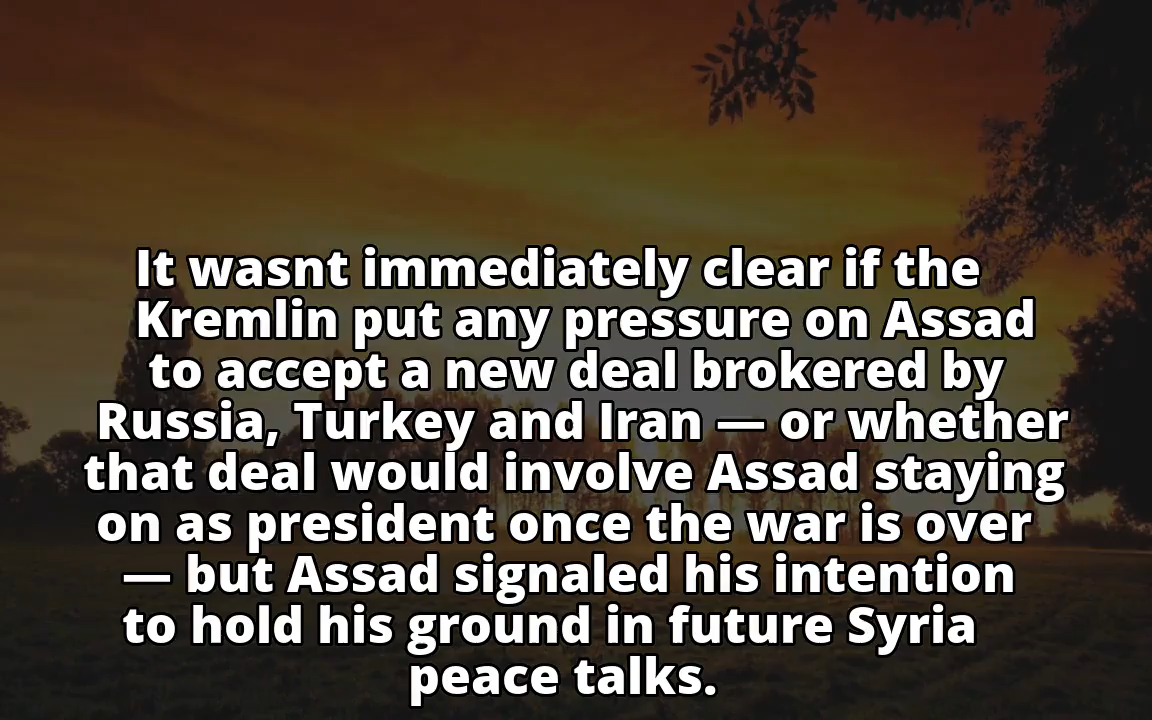 It wasnt immediately clear if the
Kremlin put any pressure on Assad
to accept a new deal brokered by
Russia, Turkey and Iran — or whether
that deal would involve Assad staying
on as president once the war is over
— but Assad signaled his intention
to hold his ground in future Syria
peace talks.